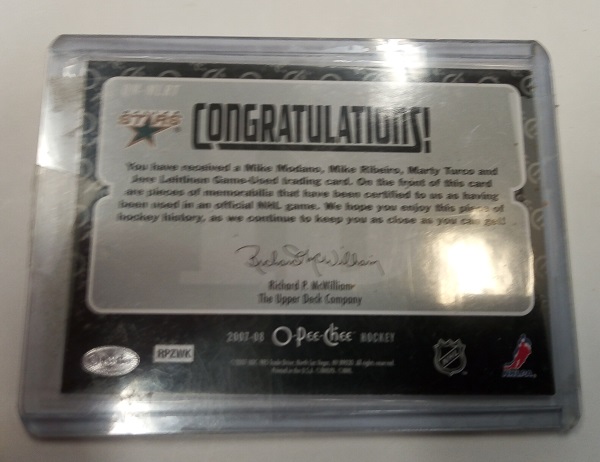 STARS
CONGRATULATIONS!
You have received a Mike Modano, Mike Ribeiro, Marty Turco and
Jere Lehtinen Game-Used trading card. On the front of this card
are pieces of memorabilia that have been certified to us as having
been used in an official NHL game. We hope you enjoy this piece of
hockey history, as we continue to keep you as close as you can get!
Richard P. McWilliam
Richard P. McWilliam
The Upper Deck Company
2007-08 O-Pee-Chee HOCKEY
RPZWK